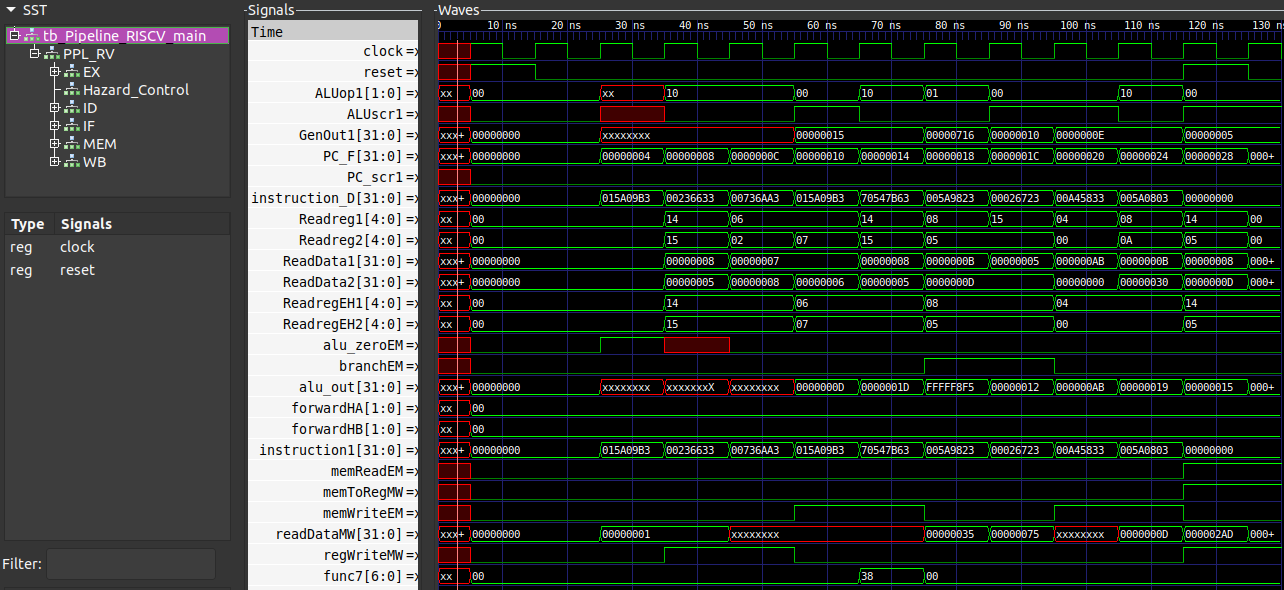 SST
tb_Pipeline_RISCV_main
PPL_RV
EX
Hazard_Control
ID
IF
MEM
WB
Type Signals
reg clock
reg reset
Filter:
Signals
Waves
Time
0 10 ns 20 ns 30 ns 40 ns 50 ns 60 ns 70 ns 80 ns 90 ns 100 ns 110 ns 120 ns 130 ns
clock =x
reset =x
ALUop1[1:0] =x xx 00 xx 10 00 10 01 00 10 00
ALUscr1 =x
GenOut1[31:0] =x xxx+ 00000000 xxxxxxxx 00000015 00000716 00000010 0000000E 00000005
PC_F[31:0] =x xxx+ 00000000 00000004 00000008 0000000C 00000010 00000014 00000018 0000001C 00000020 00000024 00000028 000+
PC_scr1 =x
instruction_D[31:0] =x xxx+ 00000000 015A09B3 00236633 00736AA3 015A09B3 70547B63 005A9823 00026723 00A45833 005A0803 00000000
Readreg1[4:0] =x xx 00 14 06 14 08 15 04 08 14 00
Readreg2[4:0] =x xx 00 15 02 07 15 05 00 0A 05 00
ReadData1[31:0] =x xxx+ 00000000 00000008 00000007 00000008 0000000B 00000005 000000AB 0000000B 00000008 000+
ReadData2[31:0] =x xxx+ 00000000 00000005 00000008 00000006 00000005 0000000D 00000000 00000030 0000000D 000+
ReadregEH1[4:0] =x xx 00 14 06 08 04 14
ReadregEH2[4:0] =x xx 00 15 07 05 00 05
alu_zeroEM =x
branchEM =x
alu_out[31:0] =x xxx+ 00000000 xxxxxxxx xxxxxxxX xxxxxxxx 0000000D 0000001D FFFFF8F5 00000012 000000AB 00000019 00000015 000+
forwardHA[1:0] =x xx 00
forwardHB[1:0] =x xx 00
instruction1[31:0] =x xxx+ 00000000 015A09B3 00236633 00736AA3 015A09B3 70547B63 005A9823 00026723 00A45833 005A0803 00000000
memReadEM =x
memToRegMW =x
memWriteEM =x
readDataMW[31:0] =x xxx+ 00000000 00000001 xxxxxxxx 00000035 00000075 xxxxxxxx 0000000D 000002AD 000+
regWriteMW =x
func7[6:0] =x xx 00 38 00